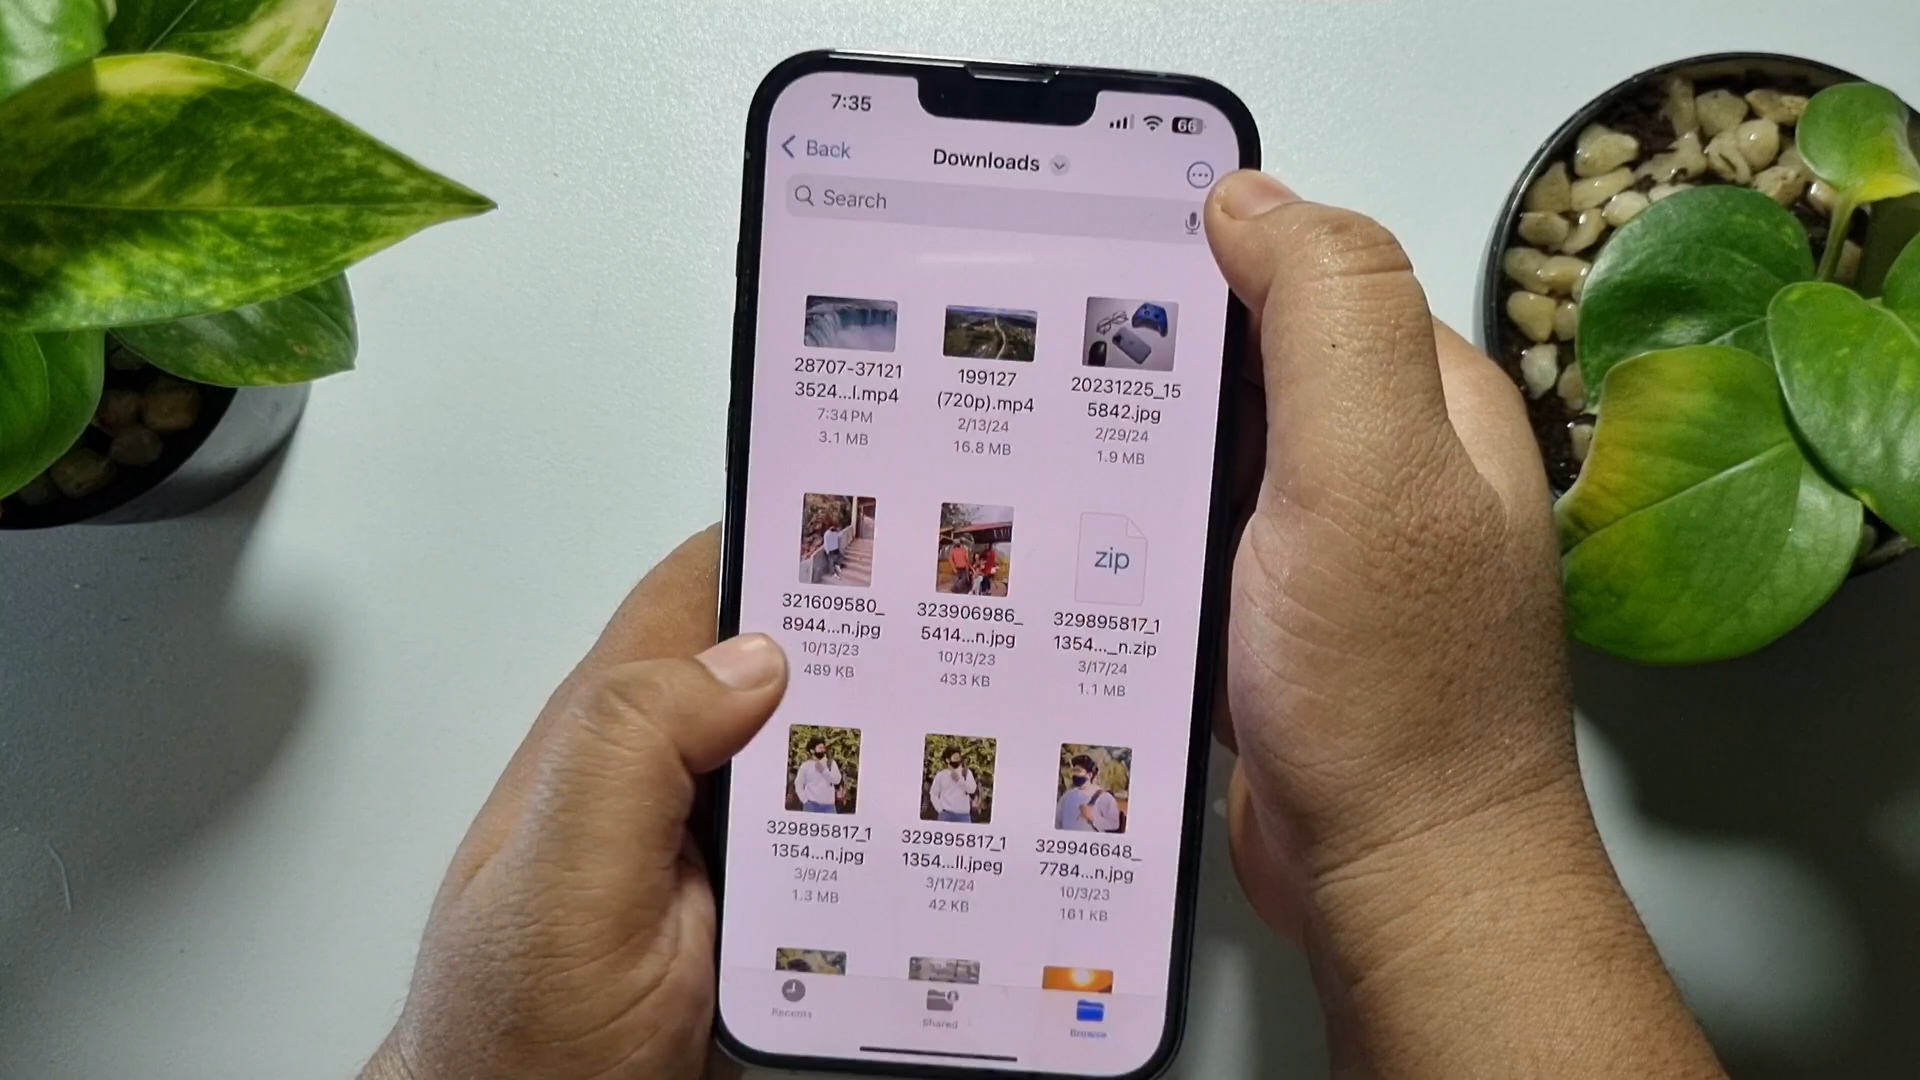 7:35
66
Back
Downloads
Search
28707-37121
3524...l.mp4
7:34 PM
3.1 MB
199127
(720p).mp4
2/13/24
16.8 MB
20231225_15
5842.jpg
2/29/24
1.9 MB
321609580_
8944...n.jpg
10/13/23
489 KB
323906986_
5414...n.jpg
10/13/23
433 KB
zip
329895817_1
1354..._n.zip
3/17/24
1.1 MB
329895817_1
1354...n.jpg
3/9/24
1.3 MB
329895817_1
1354...ll.jpeg
3/17/24
42 KB
329946648_
7784...n.jpg
10/3/23
161 KB
Recents
Shared
Browse